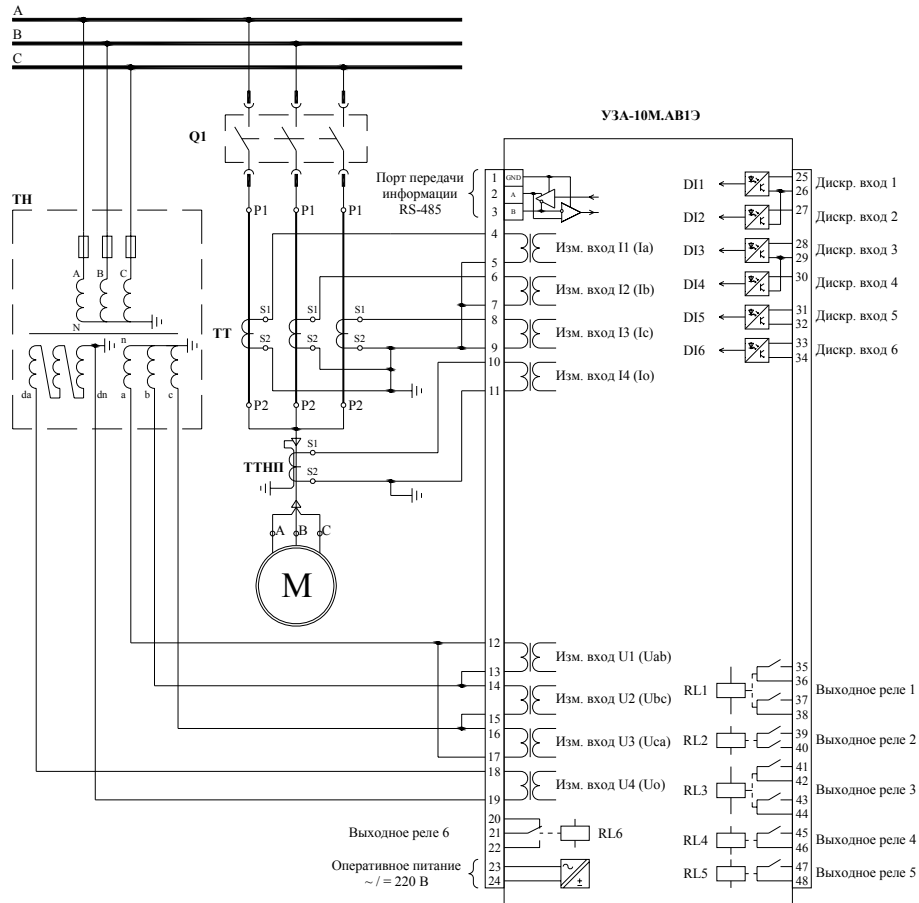 A
B
C
УЗА-10М.АВ1Э
Q1
ТН
A B C
N
n
da dn a b c
P1 P1 P1
ТТ
S1 S1 S1
S2 S2 S2
P2 P2 P2
ТТНП
S1
S2
A B C
M
Порт передачи
информации
RS-485
1 GND
2 A
3 B
4
Изм. вход I1 (Ia)
5
6
Изм. вход I2 (Ib)
7
8
Изм. вход I3 (Ic)
9
10
Изм. вход I4 (Io)
11
12
Изм. вход U1 (Uab)
13
14
Изм. вход U2 (Ubc)
15
16
Изм. вход U3 (Uca)
17
18
Изм. вход U4 (Uo)
19
20
Выходное реле 6 21 RL6
22
Оперативное питание
~ / = 220 В
23
24
DI1 25 Дискр. вход 1
26
DI2 27 Дискр. вход 2
DI3 28 Дискр. вход 3
29
DI4 30 Дискр. вход 4
DI5 31 Дискр. вход 5
32
DI6 33 Дискр. вход 6
34
35
36
RL1 Выходное реле 1
37
38
39
RL2 Выходное реле 2
40
41
42
RL3 Выходное реле 3
43
44
45
RL4 Выходное реле 4
46
47
RL5 Выходное реле 5
48